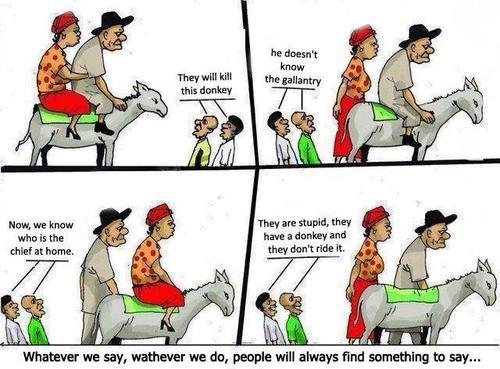 They will kill
this donkey
he doesn't
know
the gallantry
Now, we know
who is the
chief at home.
They are stupid, they
have a donkey and
they don't ride it.
Whatever we say, wathever we do, people will always find something to say...